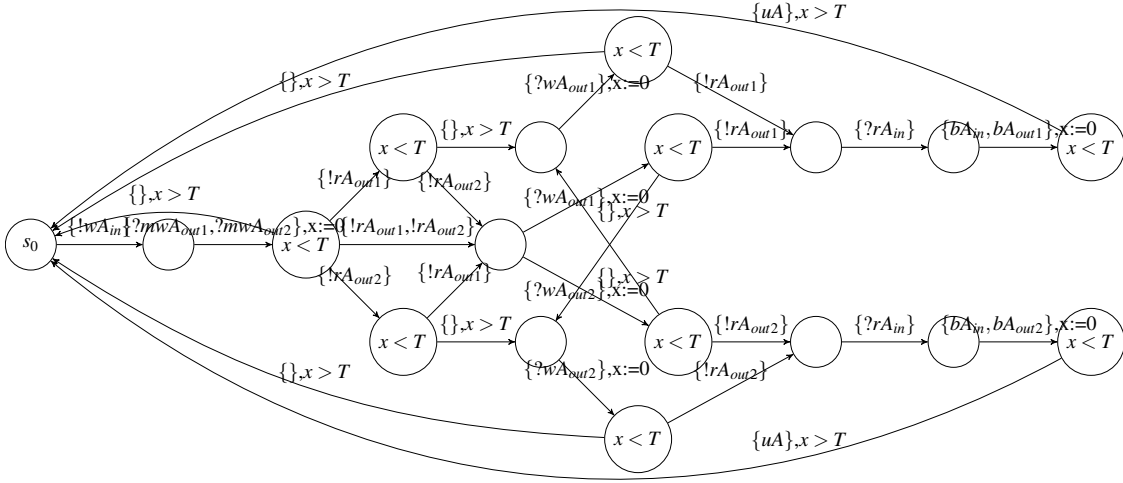 {uA},x > T
x < T
{},x > T
{?wA_out1},x:=0
{!rA_out1}
x < T
{},x > T
x < T
{!rA_out1}
{?rA_in}
{bA_in, bA_out1},x:=0
x < T
{!rA_out1}
{!rA_out2}
{},x > T
{?wA_out1},x:=0
{},x > T
s_0
{!wA_in}
{?mwA_out1,?mwA_out2},x:=0
x < T
{!rA_out1,!rA_out2}
{!rA_out2}
{!rA_out1}
{},x > T
{?wA_out2},x:=0
x < T
{},x > T
x < T
{!rA_out2}
{?rA_in}
{bA_in, bA_out2},x:=0
x < T
{},x > T
{?wA_out2},x:=0
{!rA_out2}
x < T
{uA},x > T